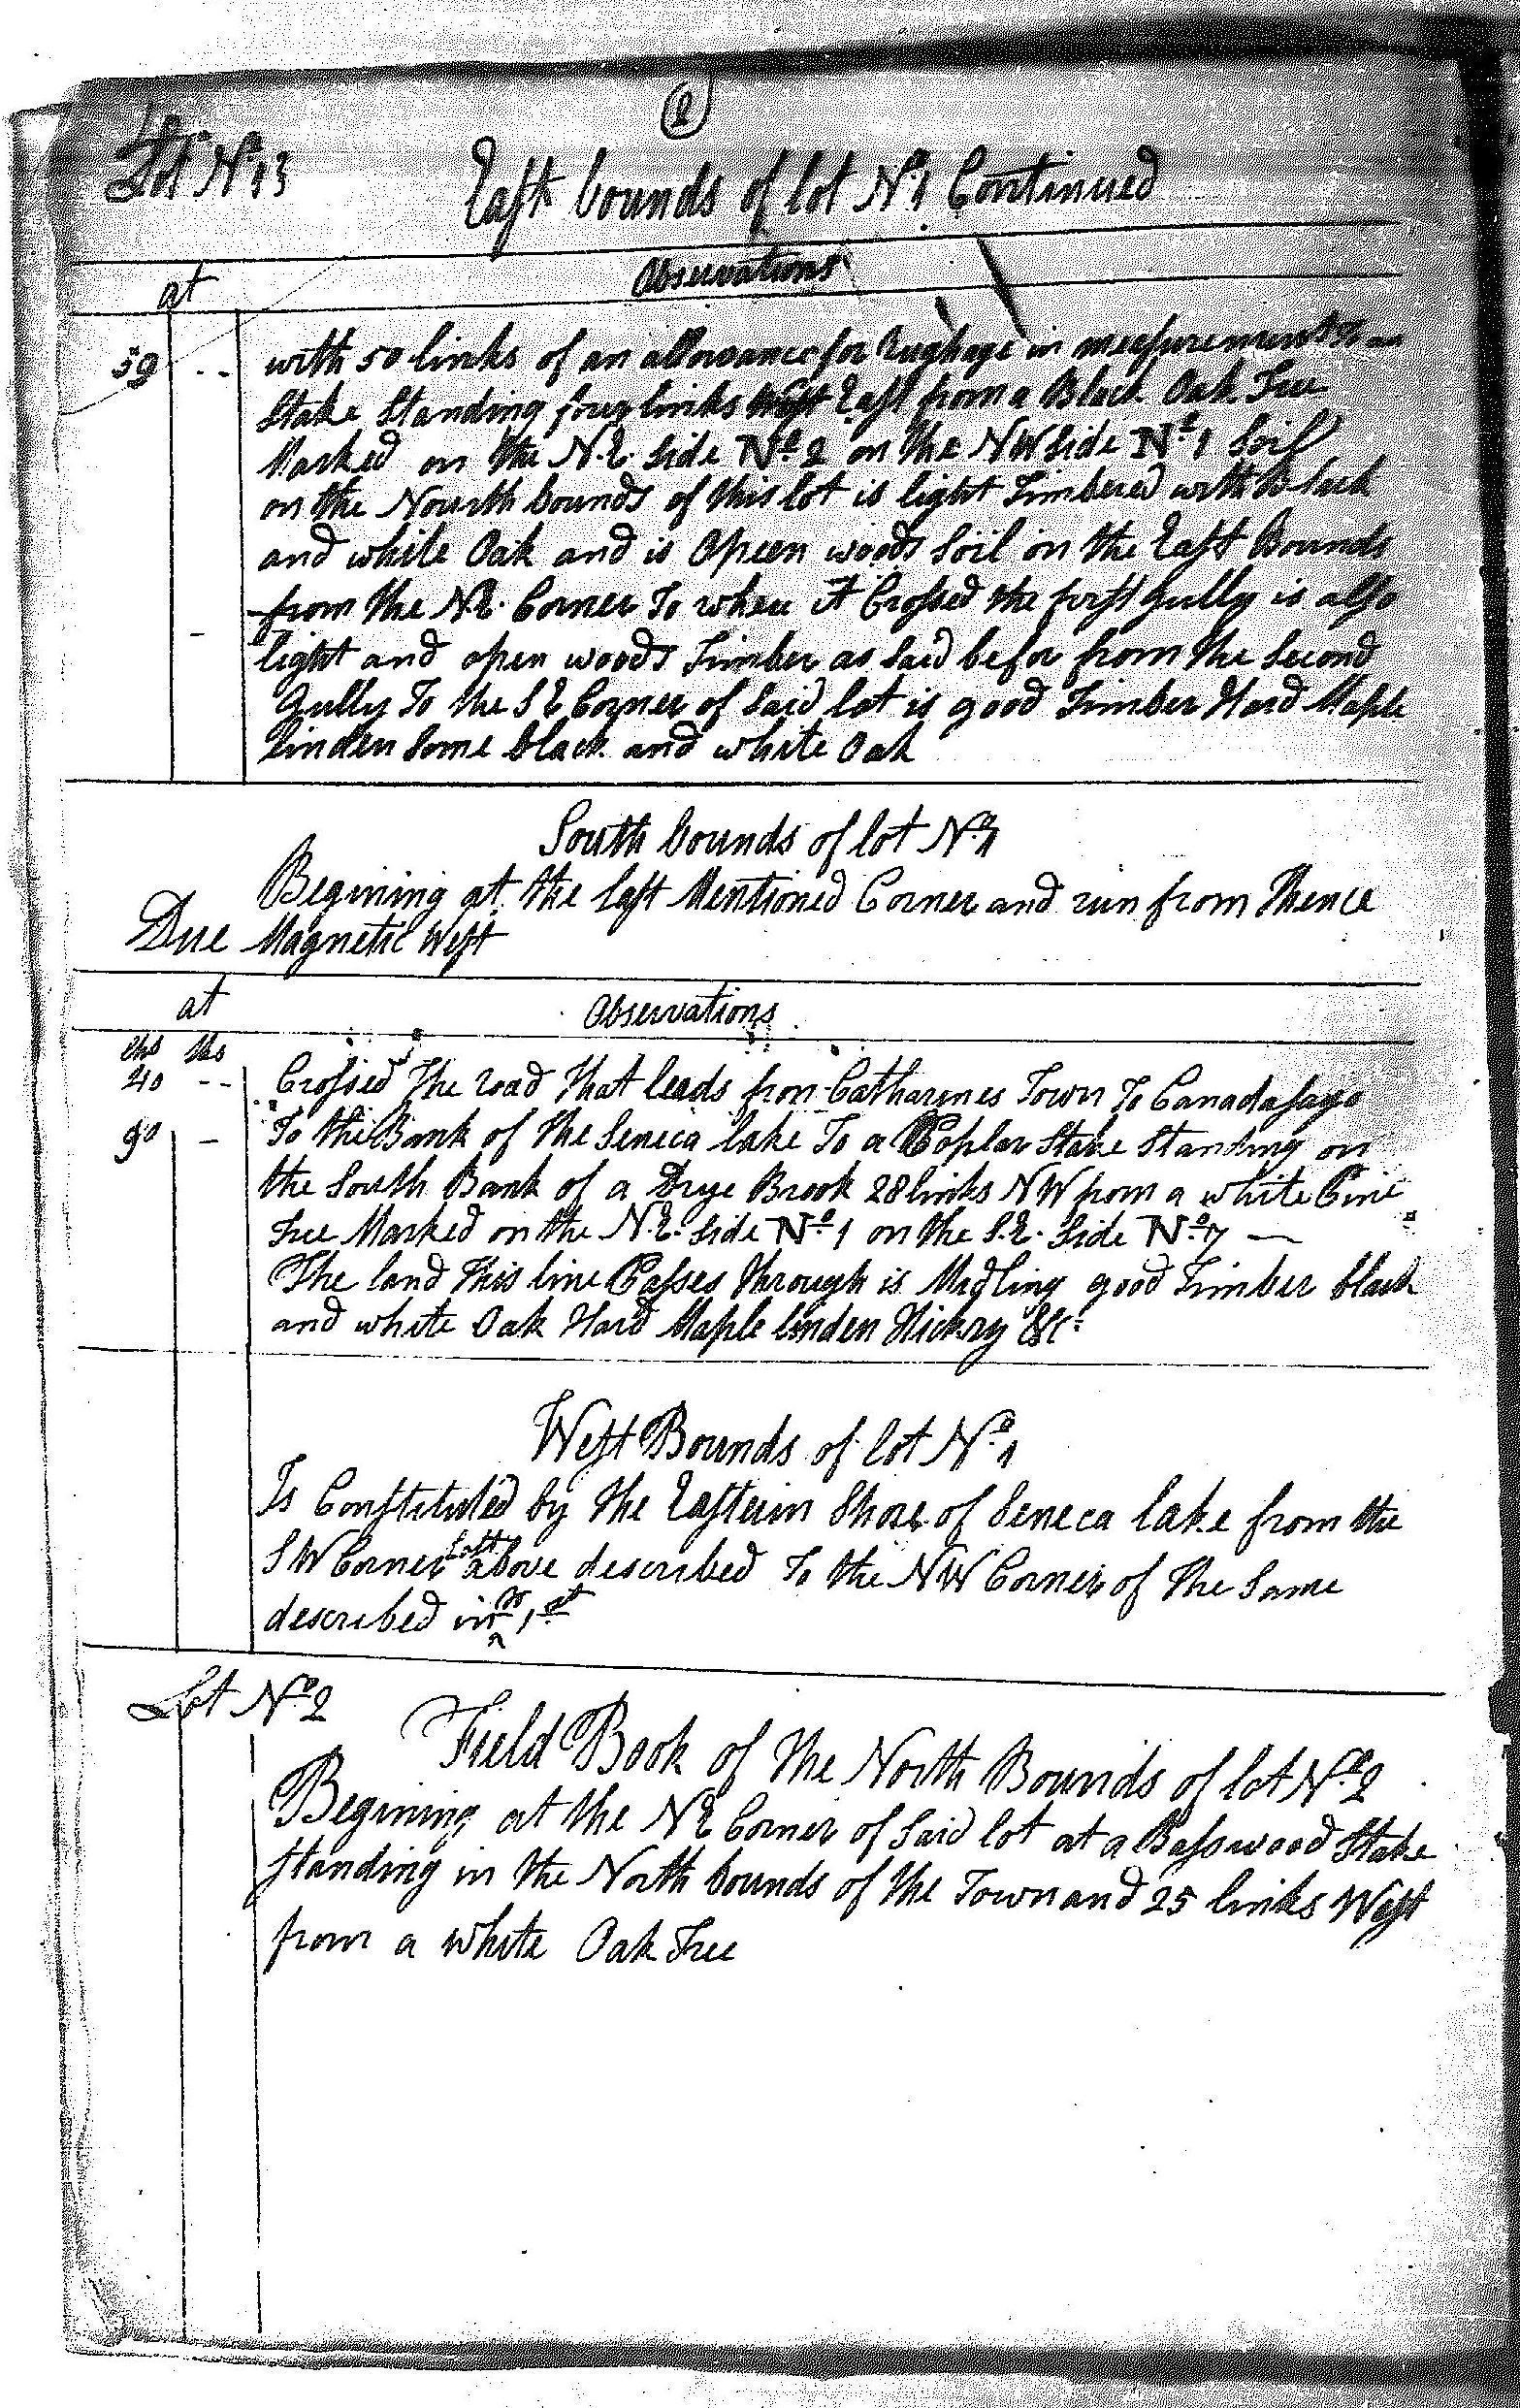 2
Lot No 13
East bounds of lot No 1 Continued
at Observations
59 -- with 50 links of an allowance for Rughage in measurements to an
Stake Standing four links West East from a Black Oak Tree
Marked on the N.E. side No. 2 on the NW Side No. 1 Soil
on the Nourth bounds of this lot is light Timbered with Black
and white Oak and is Opeen woods Soil on the East Bounds
from the N.E. Corner To when it Crossed the first Gully is also
- light and open woods Timber as Said befor from the Second
Gully To the S E Corner of Said lot is good Timber Hard Maple
linden Some black and white Oak
South bounds of lot No 1
Begining at the last Mentioned Corner and run from Thence
Due Magnetic West
at Observations
chs lks
40 -- Crossed The road that leads from Catharines Town To Canadasago
90 - To the Bank of the Seneca lake To a Poplar Stake Standing on
the South Bank of a Drye Brook 28 links NW from a white Pine
Tree Marked on the N.E. Side No. 1 on the S.E. Side No. 7 —
The land this line Passes through is Midling good Timber black
and white Oak Hard Maple linden Hickry &c.
West Bounds of lot No. 1
Is Constituted by the Eastern Shore of Seneca lake from the
S W Corner last above described To the NW Corner of the Same
described in 1st
Lot No 2
Field Book of the North Bounds of lot No. 2
Begining at the N E Corner of Said lot at a Basswood Stake
standing in the North bounds of the Town and 25 links West
from a white Oak Tree